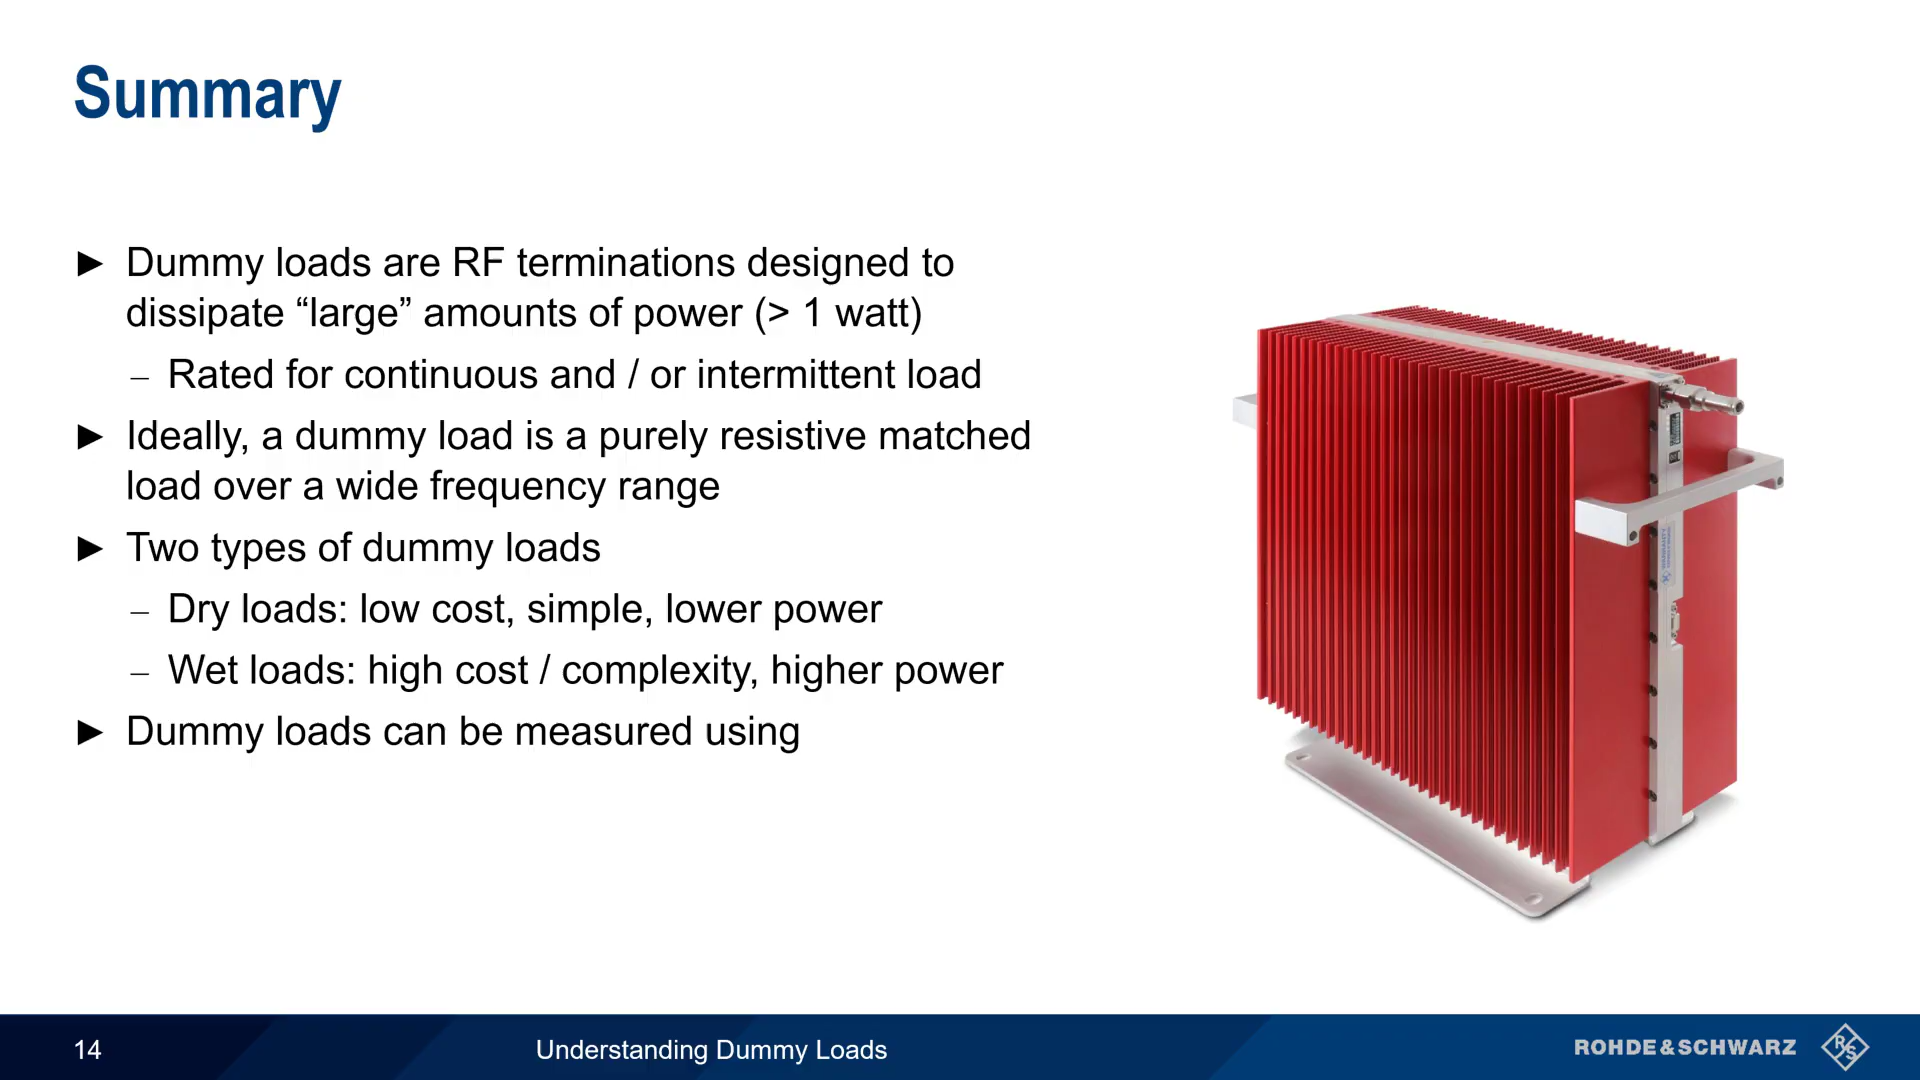 Summary
► Dummy loads are RF terminations designed to
dissipate “large” amounts of power (> 1 watt)
– Rated for continuous and / or intermittent load
► Ideally, a dummy load is a purely resistive matched
load over a wide frequency range
► Two types of dummy loads
– Dry loads: low cost, simple, lower power
– Wet loads: high cost / complexity, higher power
► Dummy loads can be measured using
WARRANTY
14
Understanding Dummy Loads
ROHDE&SCHWARZ
R
S